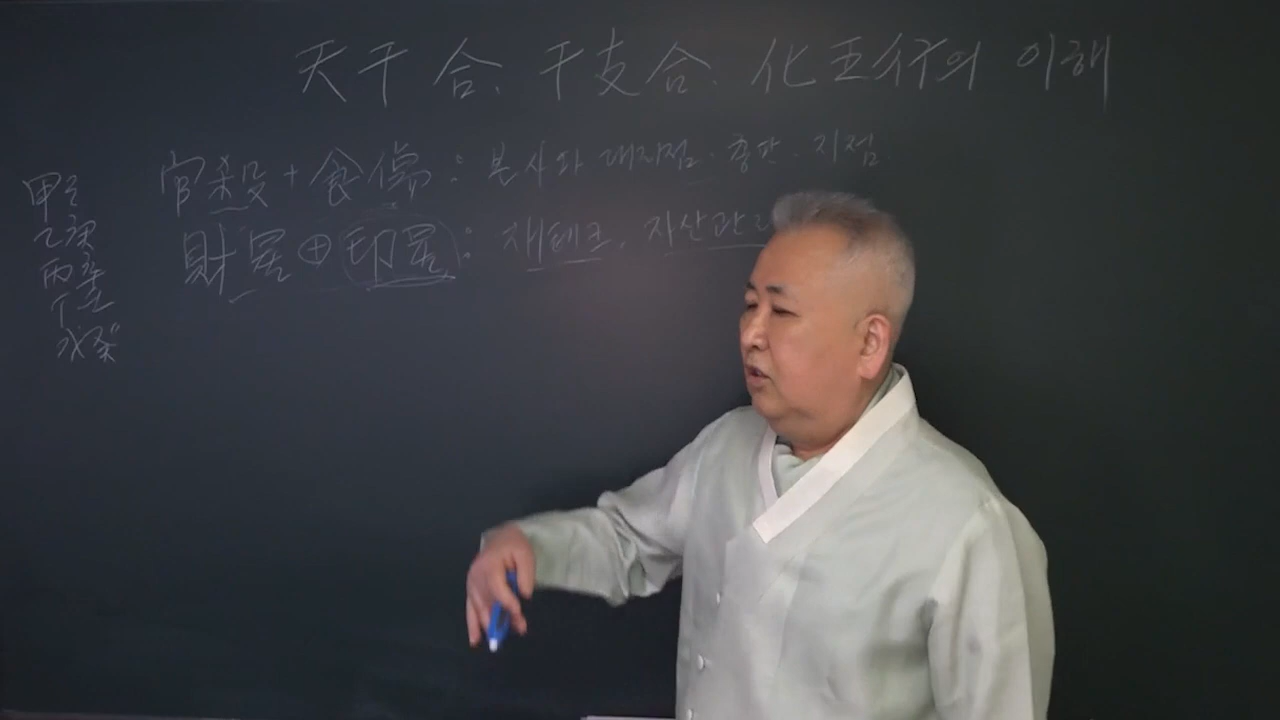 天干合、干支合、化五行의 이해
官殺+食傷 : 본사와 대리점. 총판. 지점
財星⊕印星 : 재테크, 자산관리
甲己
乙庚
丙辛
丁壬
戊癸